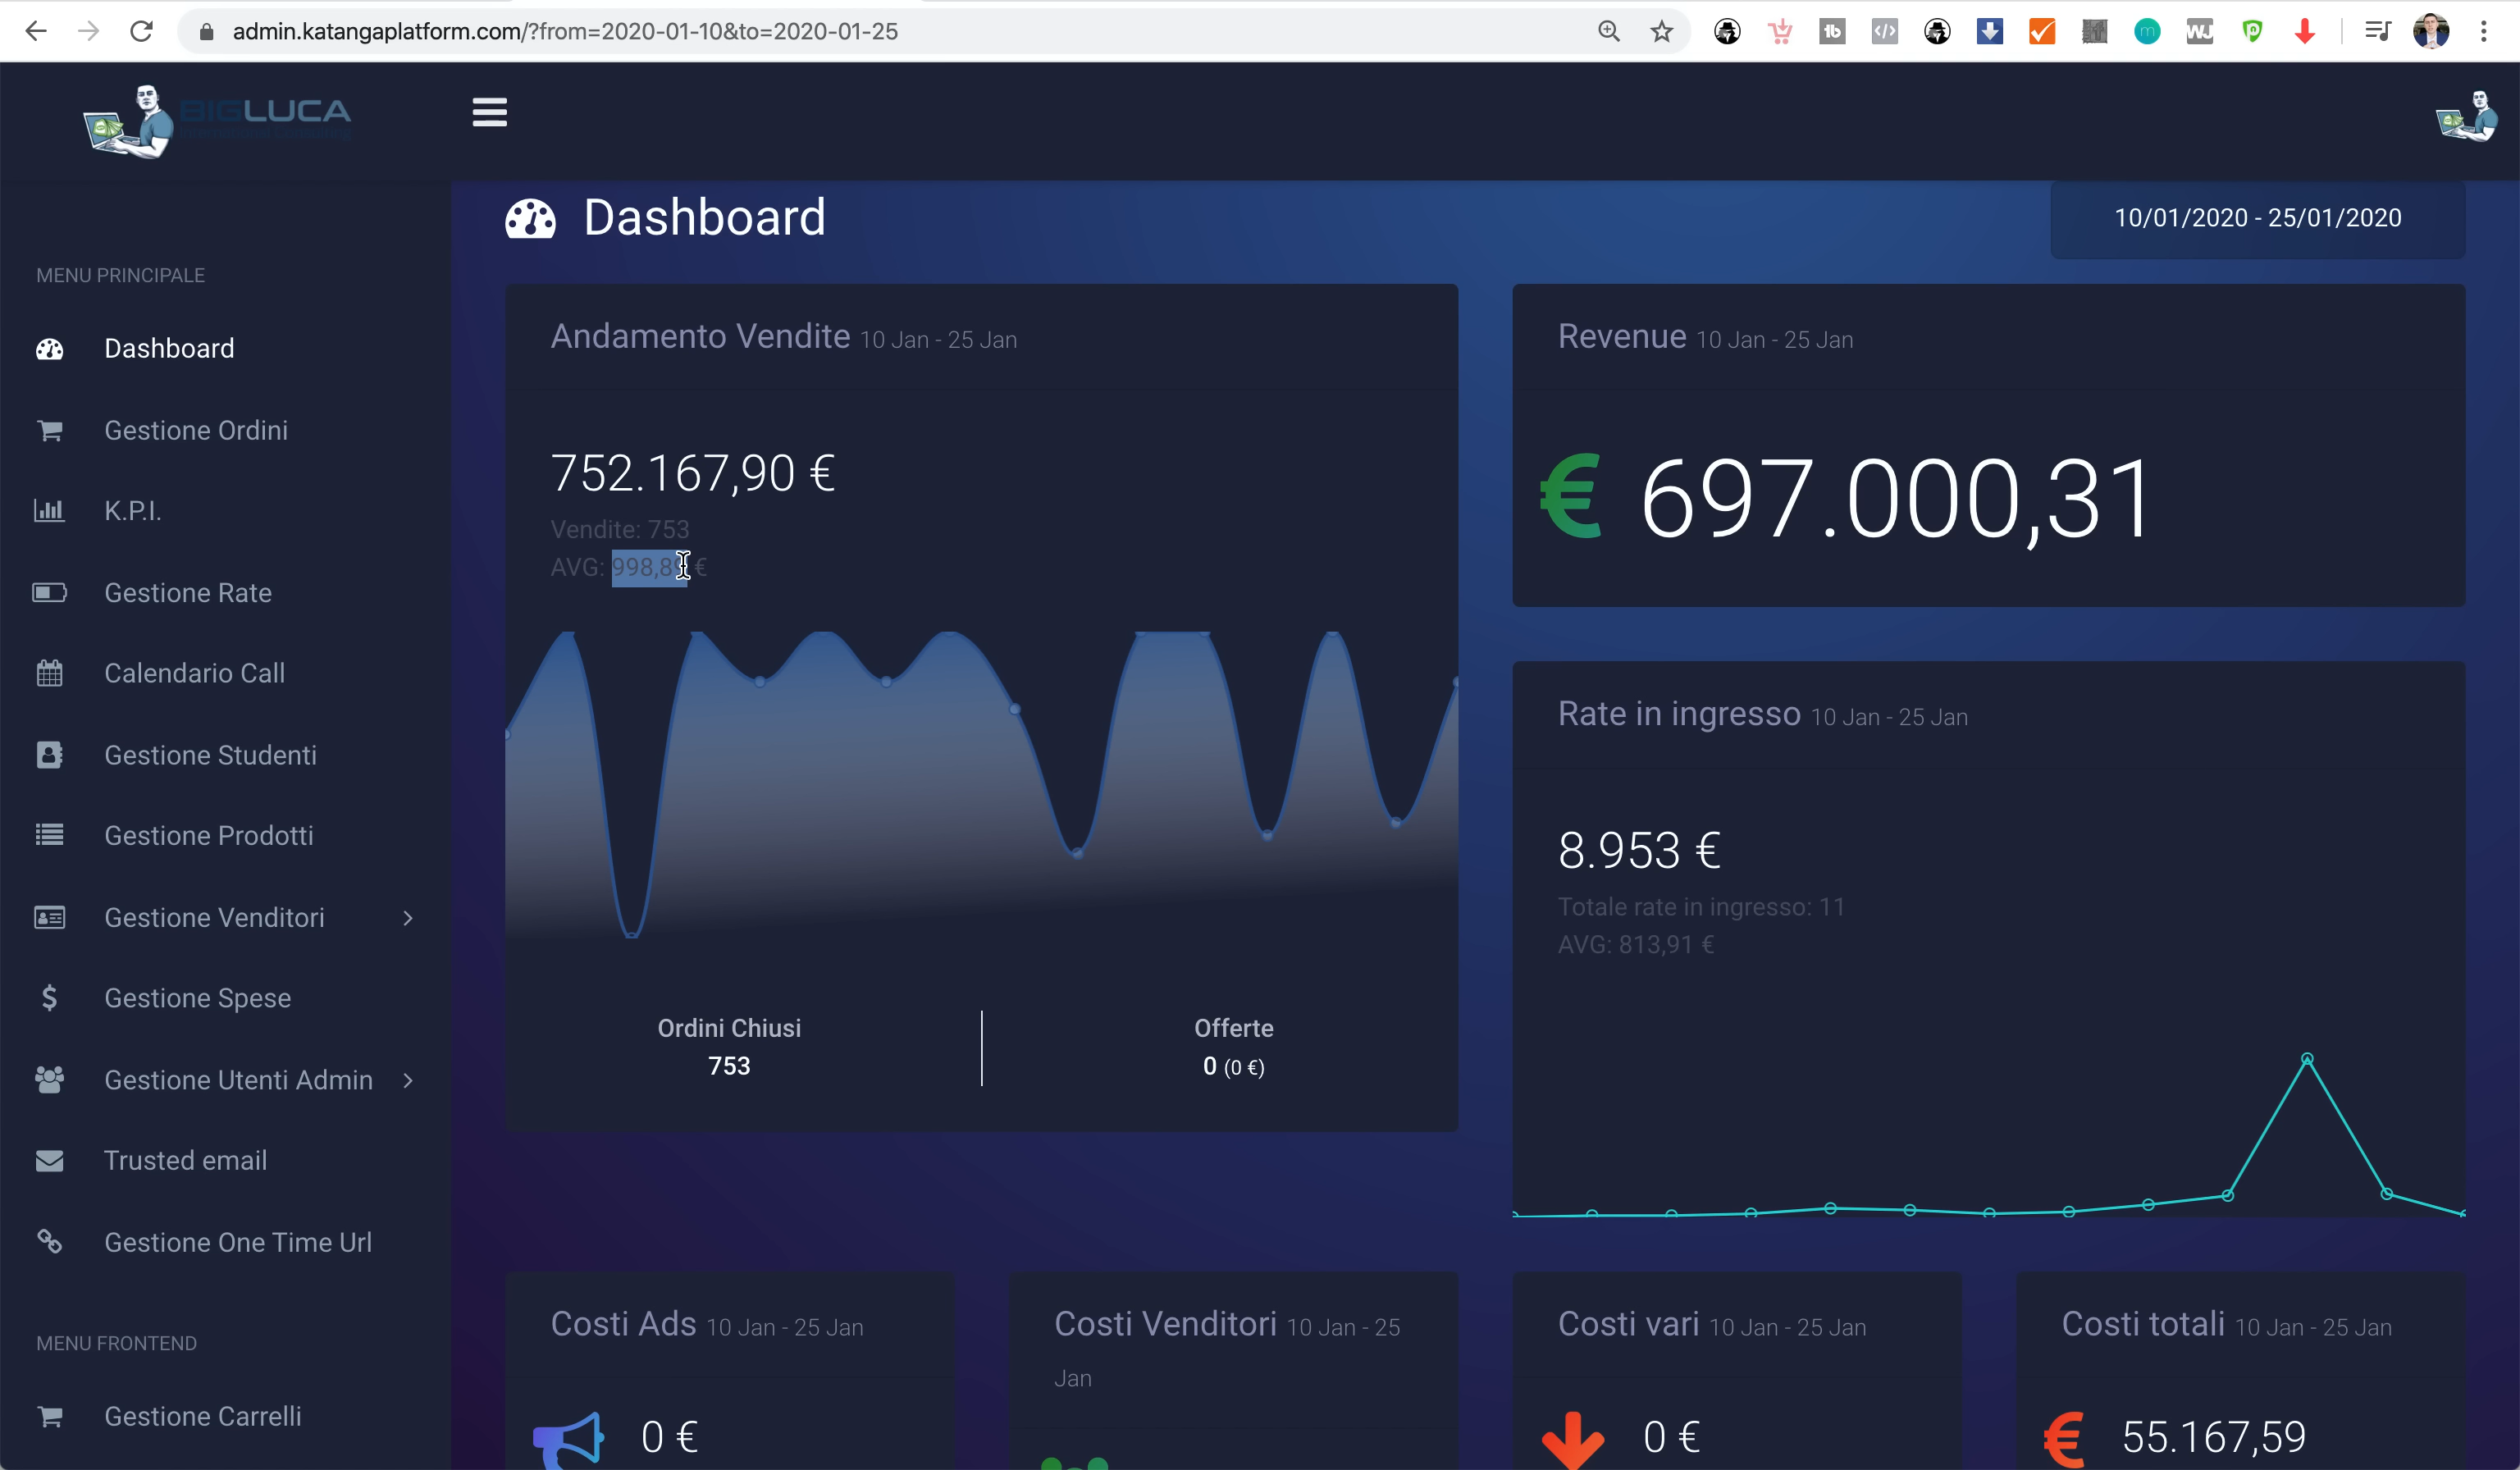 admin.katangaplatform.com/?from=2020-01-10&to=2020-01-25
BIGLUCA
Dashboard
10/01/2020 - 25/01/2020
MENU PRINCIPALE
Dashboard
Gestione Ordini
K.P.I.
Gestione Rate
Calendario Call
Gestione Studenti
Gestione Prodotti
Gestione Venditori
Gestione Spese
Gestione Utenti Admin
Trusted email
Gestione One Time Url
MENU FRONTEND
Gestione Carrelli
Andamento Vendite 10 Jan - 25 Jan
752.167,90 €
Vendite: 753
AVG: 998,89 €
Ordini Chiusi
753
Offerte
0 (0 €)
Revenue 10 Jan - 25 Jan
€ 697.000,31
Rate in ingresso 10 Jan - 25 Jan
8.953 €
Totale rate in ingresso: 11
AVG: 813,91 €
Costi Ads 10 Jan - 25 Jan
0 €
Costi Venditori 10 Jan - 25
Jan
Costi vari 10 Jan - 25 Jan
0 €
Costi totali 10 Jan - 25 Jan
€ 55.167,59